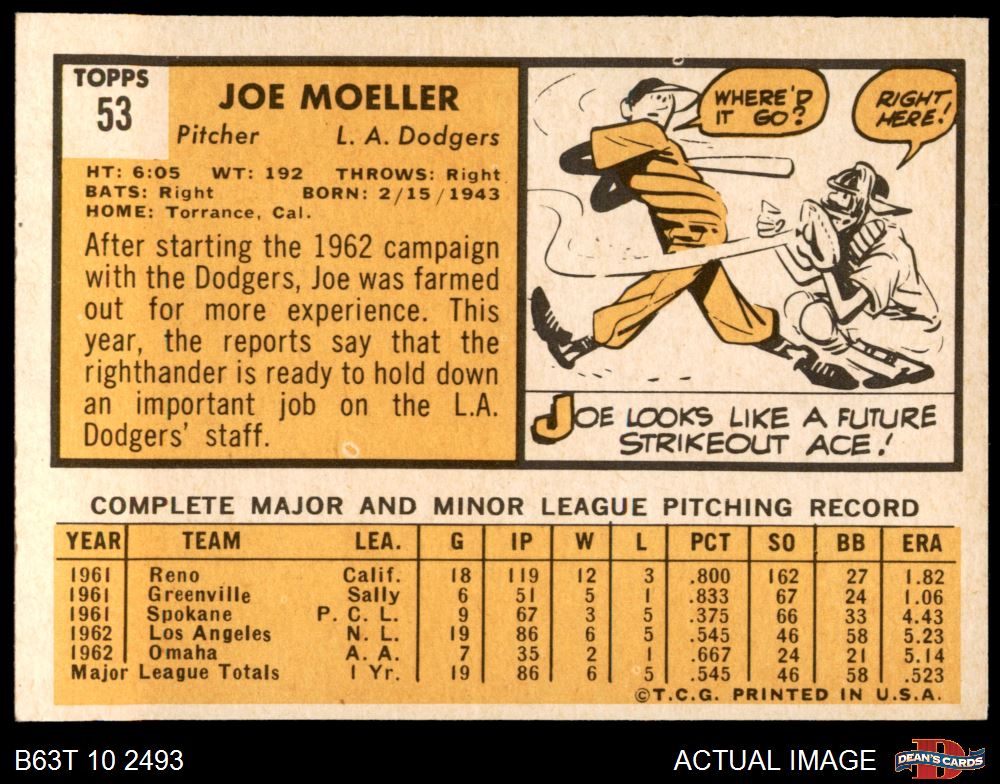 TOPPS
53
JOE MOELLER
Pitcher L. A. Dodgers
HT: 6:05 WT: 192 THROWS: Right
BATS: Right BORN: 2/15/1943
HOME: Torrance, Cal.
After starting the 1962 campaign
with the Dodgers, Joe was farmed
out for more experience. This
year, the reports say that the
righthander is ready to hold down
an important job on the L.A.
Dodgers' staff.
WHERE'D
IT GO?
RIGHT
HERE!
JOE LOOKS LIKE A FUTURE
STRIKEOUT ACE!
COMPLETE MAJOR AND MINOR LEAGUE PITCHING RECORD
YEAR TEAM LEA. G IP W L PCT SO BB ERA
1961 Reno Calif. 18 119 12 3 .800 162 27 1.82
1961 Greenville Sally 6 51 5 1 .833 67 24 1.06
1961 Spokane P. C. L. 9 67 3 5 .375 66 33 4.43
1962 Los Angeles N. L. 19 86 6 5 .545 46 58 5.23
1962 Omaha A. A. 7 35 2 1 .667 24 21 5.14
Major League Totals 1 Yr. 19 86 6 5 .545 46 58 .523
©T.C.G. PRINTED IN U.S.A.
B63T 10 2493 ACTUAL IMAGE
D
DEAN'S CARDS